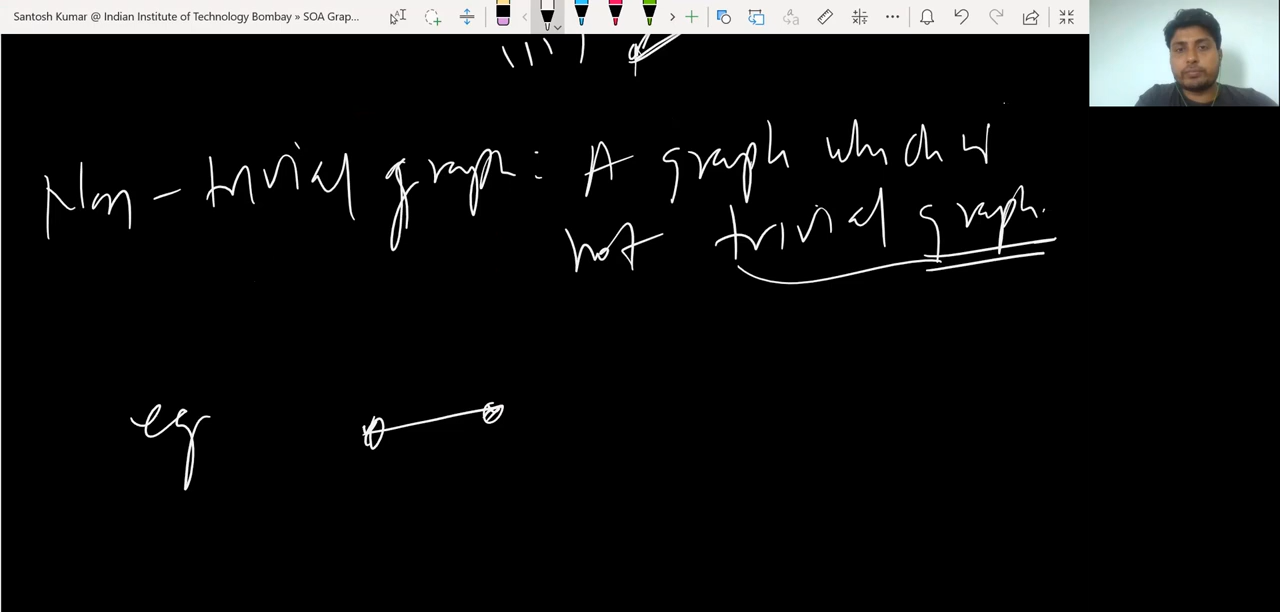 Santosh Kumar @ Indian Institute of Technology Bombay » SOA Grap...
Non-trivial graph: A graph which is
not trivial graph.
eg